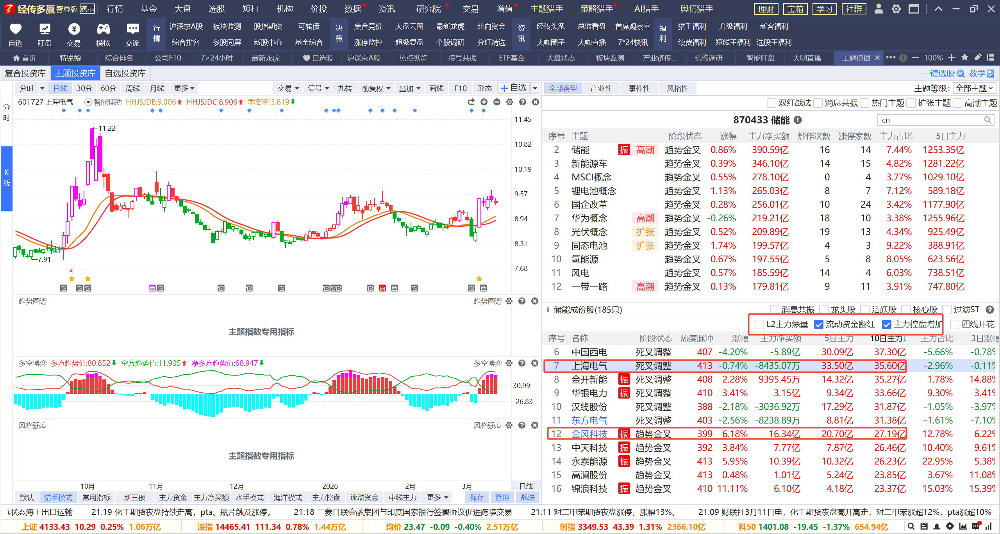 经传多赢 智尊版 演示 行情 基金 大盘 选股 短打 机构 价投 数据 资讯 研究院 交易 增值 主题猎手 策略猎手 AI猎手 舆情猎手 理财 宝箱 学习 社群
自选 盯盘 交易 模拟 交流
行情 沪深京A股 板块监测 股指期货 可转债 决策 集合竞价 大盘云图 最新龙虎 北向资金 资讯 经传头条 总监看盘 首席观察室 福利 猎手福利 升级福利 新客福利
综合排名 多股同屏 新股中心 基金综合 涨停监控 超级复盘 个股调研 分红精选 大咖圈子 大咖直播 7*24快讯 续费福利 短线王福利 选股王福利
首页 特锐德 综合排名 公司F10 7×24小时 最新龙虎 自选股 沪深京A股 热点纵览 传导共振 ETF基金 大盘状态 板块监测 产业链传... 机构调研 智能盯盘 大咖直播 主题挖掘 100%
复合投资库 主题投资库 自选投资库 一键选股 教学
分时 日线 30分 60分 周线 月线 更多 交易 信号 九转 前复权 叠加 画线 F10 形态 自选
分时
K线
601727 上海电气 智能辅助 HHJSJDB:9.006 HHJSJDC:8.906 乖离率:3.819
11.45
10.82
10.19
9.57
8.94
8.31
7.68
←11.22
←7.91
它 它 它 叠 它 它 它 它 它 它 它 它 预 叠 它 它 叠
趋势图谱 趋势图谱
主题指数专用指标
多空博弈 多方趋势值:80.852 空方趋势值:11.905 净多方趋势值:68.947 多空博弈
30.99
-26.83
风格强度 风格强度
主题指数专用指标
10月 11月 12月 2026 2月 3月 日线
默认 猎手模式 常用指标 新三板 主力资金 主力净买额 水手模式 海洋模式 主力控盘 流动资金 中线主力 更多 保存 管理 战法
全部类型 产业性 事件性 风格性 主题等级: 全部主题
双红战法 消息共振 热门主题 扩张主题 高潮主题
870433 储能 cn
序号 主题 阶段状态 涨幅 主力净买额 炒作次数 涨停家数 主力占比 5日主力
2 储能 振 高潮 趋势金叉 0.86% 390.59亿 16 14 7.44% 1253.35亿
3 新能源车 趋势金叉 0.39% 346.10亿 14 15 4.82% 1281.22亿
4 MSCI概念 趋势金叉 0.55% 278.10亿 0 4 3.77% 1029.10亿
5 锂电池概念 趋势金叉 1.13% 265.03亿 8 7 7.12% 589.18亿
6 国企改革 趋势金叉 0.28% 256.01亿 10 24 3.42% 1177.90亿
7 华为概念 高潮 趋势金叉 -0.26% 219.21亿 18 10 3.38% 1255.96亿
8 光伏概念 扩张 趋势金叉 0.52% 209.89亿 19 13 4.34% 925.49亿
9 固态电池 扩张 趋势金叉 1.74% 199.57亿 4 3 9.22% 388.91亿
10 氢能源 趋势金叉 0.67% 197.55亿 5 8 8.05% 623.56亿
11 风电 趋势金叉 0.57% 185.59亿 14 4 6.03% 738.51亿
12 一带一路 高潮 趋势金叉 0.13% 179.81亿 9 11 3.91% 747.80亿
储能成份股(185只) 消息共振 龙头股 活跃股 核心股 过滤ST
L2主力爆量 流动资金翻红 主力控盘增加 四线开花
序号 名称 阶段状态 热度脉冲 涨幅 主力净买额 5日主力 10日主力↓ 主力占比 3日涨幅
6 中国西电 死叉调整 407 -4.20% -5.89亿 30.09亿 37.30亿 -5.66% -0.78%
7 上海电气 死叉调整 413 -0.74% -8435.07万 33.50亿 35.60亿 -2.96% -0.11%
8 金开新能 振 死叉调整 408 2.28% 9395.45万 14.32亿 35.27亿 1.78% 14.88%
9 华银电力 振 死叉调整 410 3.41% 3.15亿 9.34亿 33.66亿 9.30% 3.41%
10 汉缆股份 死叉调整 388 -2.18% -3036.92万 17.29亿 31.87亿 -1.05% -3.97%
11 东方电气 死叉调整 403 -2.56% -8238.89万 8.81亿 31.38亿 -1.61% -7.10%
12 金风科技 振 趋势金叉 399 6.18% 16.34亿 20.70亿 27.19亿 12.78% 6.22%
13 中天科技 振 趋势金叉 392 3.84% 7.77亿 7.87亿 26.46亿 10.40% 9.61%
14 永泰能源 振 趋势金叉 413 5.95% 10.39亿 10.32亿 26.23亿 22.95% 5.38%
15 高澜股份 趋势金叉 413 0.48% 1.01亿 5.24亿 23.85亿 3.67% 11.08%
16 锦浪科技 振 趋势金叉 410 11.11% 6.10亿 4.18亿 23.37亿 15.03% 15.39%
状态海上出口运输 21:19 化工期货夜盘持续走高，pta、瓶片触及涨停。 21:18 三菱日联金融集团与印度国家银行签署协议促进跨境交易 21:11 对二甲苯期货夜盘涨停，涨幅13%。 21:09 财联社3月11日电，化工期货夜盘高开高走，对二甲苯涨超12%，pta涨超10%
上证 4133.43 10.29 0.25% 1.06万亿 深指 14465.41 111.34 0.78% 1.44万亿 均价 23.47 -0.09 -0.40% 2.51万亿 创指 3349.53 43.39 1.31% 2366.10亿 科50 1401.08 -19.45 -1.37% 654.94亿